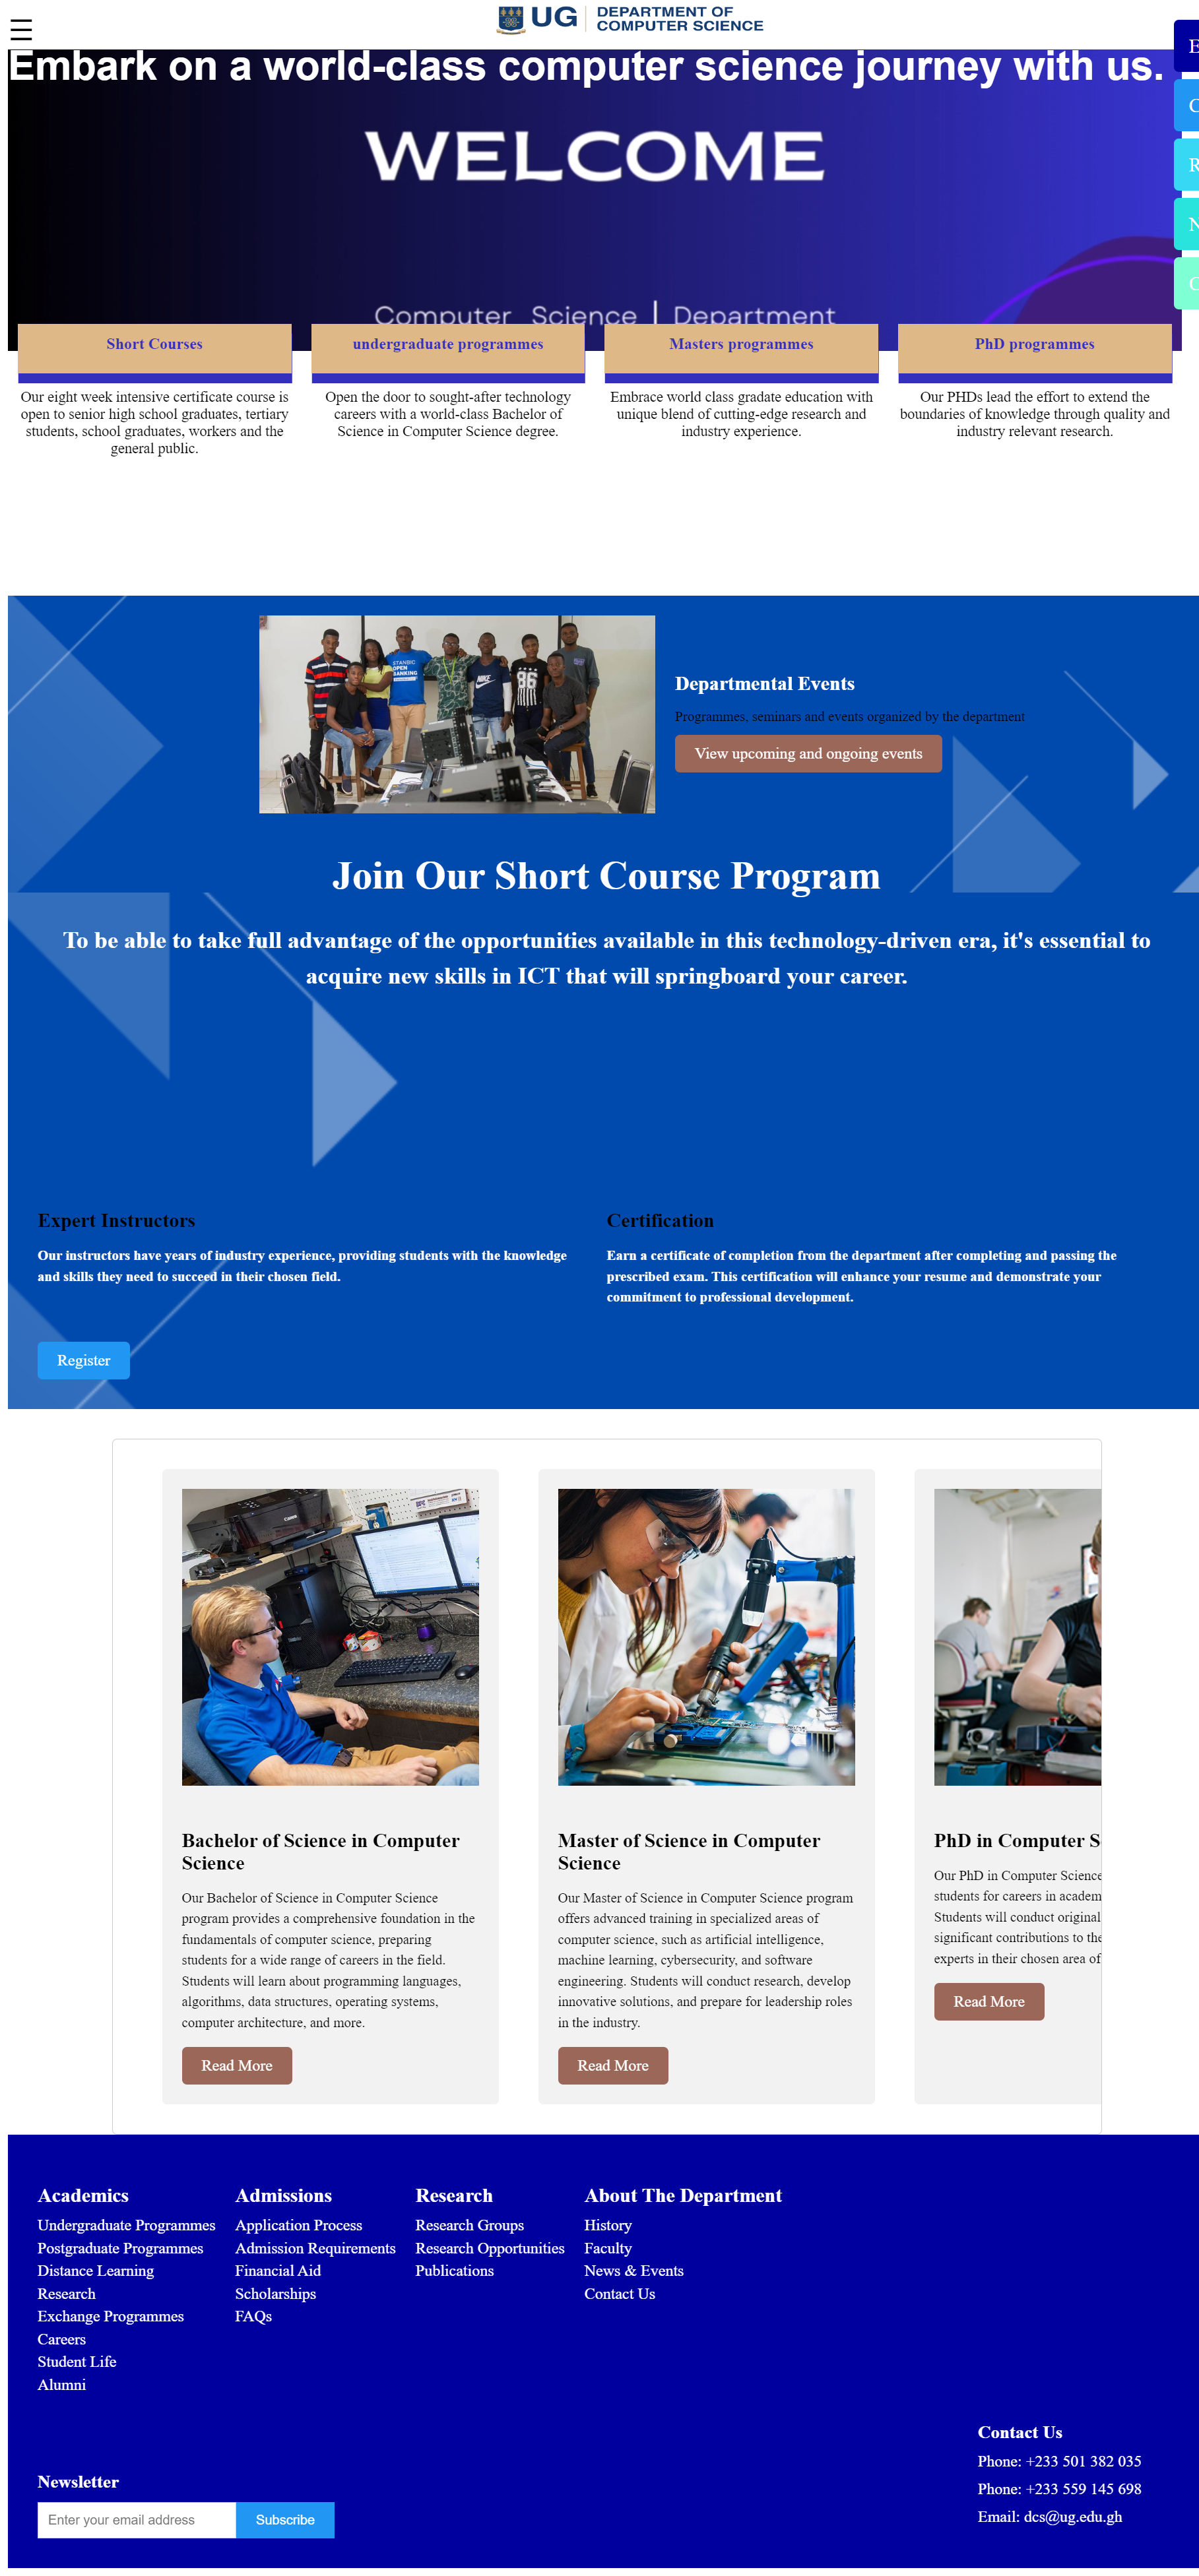 UG
DEPARTMENT OF
COMPUTER SCIENCE
E
Embark on a world-class computer science journey with us.
C
WELCOME
R
N
C
Computer Science | Department
Short Courses
undergraduate programmes
Masters programmes
PhD programmes
Our eight week intensive certificate course is
open to senior high school graduates, tertiary
students, school graduates, workers and the
general public.
Open the door to sought-after technology
careers with a world-class Bachelor of
Science in Computer Science degree.
Embrace world class gradate education with
unique blend of cutting-edge research and
industry experience.
Our PHDs lead the effort to extend the
boundaries of knowledge through quality and
industry relevant research.
STANBIC
OPEN
BANKING
86
Departmental Events
Programmes, seminars and events organized by the department
View upcoming and ongoing events
Join Our Short Course Program
To be able to take full advantage of the opportunities available in this technology-driven era, it's essential to
acquire new skills in ICT that will springboard your career.
Expert Instructors
Our instructors have years of industry experience, providing students with the knowledge
and skills they need to succeed in their chosen field.
Certification
Earn a certificate of completion from the department after completing and passing the
prescribed exam. This certification will enhance your resume and demonstrate your
commitment to professional development.
Register
Canon
Bachelor of Science in Computer
Science
Our Bachelor of Science in Computer Science
program provides a comprehensive foundation in the
fundamentals of computer science, preparing
students for a wide range of careers in the field.
Students will learn about programming languages,
algorithms, data structures, operating systems,
computer architecture, and more.
Read More
Master of Science in Computer
Science
Our Master of Science in Computer Science program
offers advanced training in specialized areas of
computer science, such as artificial intelligence,
machine learning, cybersecurity, and software
engineering. Students will conduct research, develop
innovative solutions, and prepare for leadership roles
in the industry.
Read More
PhD in Computer S
Our PhD in Computer Science
students for careers in academ
Students will conduct original
significant contributions to the
experts in their chosen area of
Read More
Academics
Undergraduate Programmes
Postgraduate Programmes
Distance Learning
Research
Exchange Programmes
Careers
Student Life
Alumni
Admissions
Application Process
Admission Requirements
Financial Aid
Scholarships
FAQs
Research
Research Groups
Research Opportunities
Publications
About The Department
History
Faculty
News & Events
Contact Us
Contact Us
Phone: +233 501 382 035
Phone: +233 559 145 698
Email: dcs@ug.edu.gh
Newsletter
Enter your email address
Subscribe